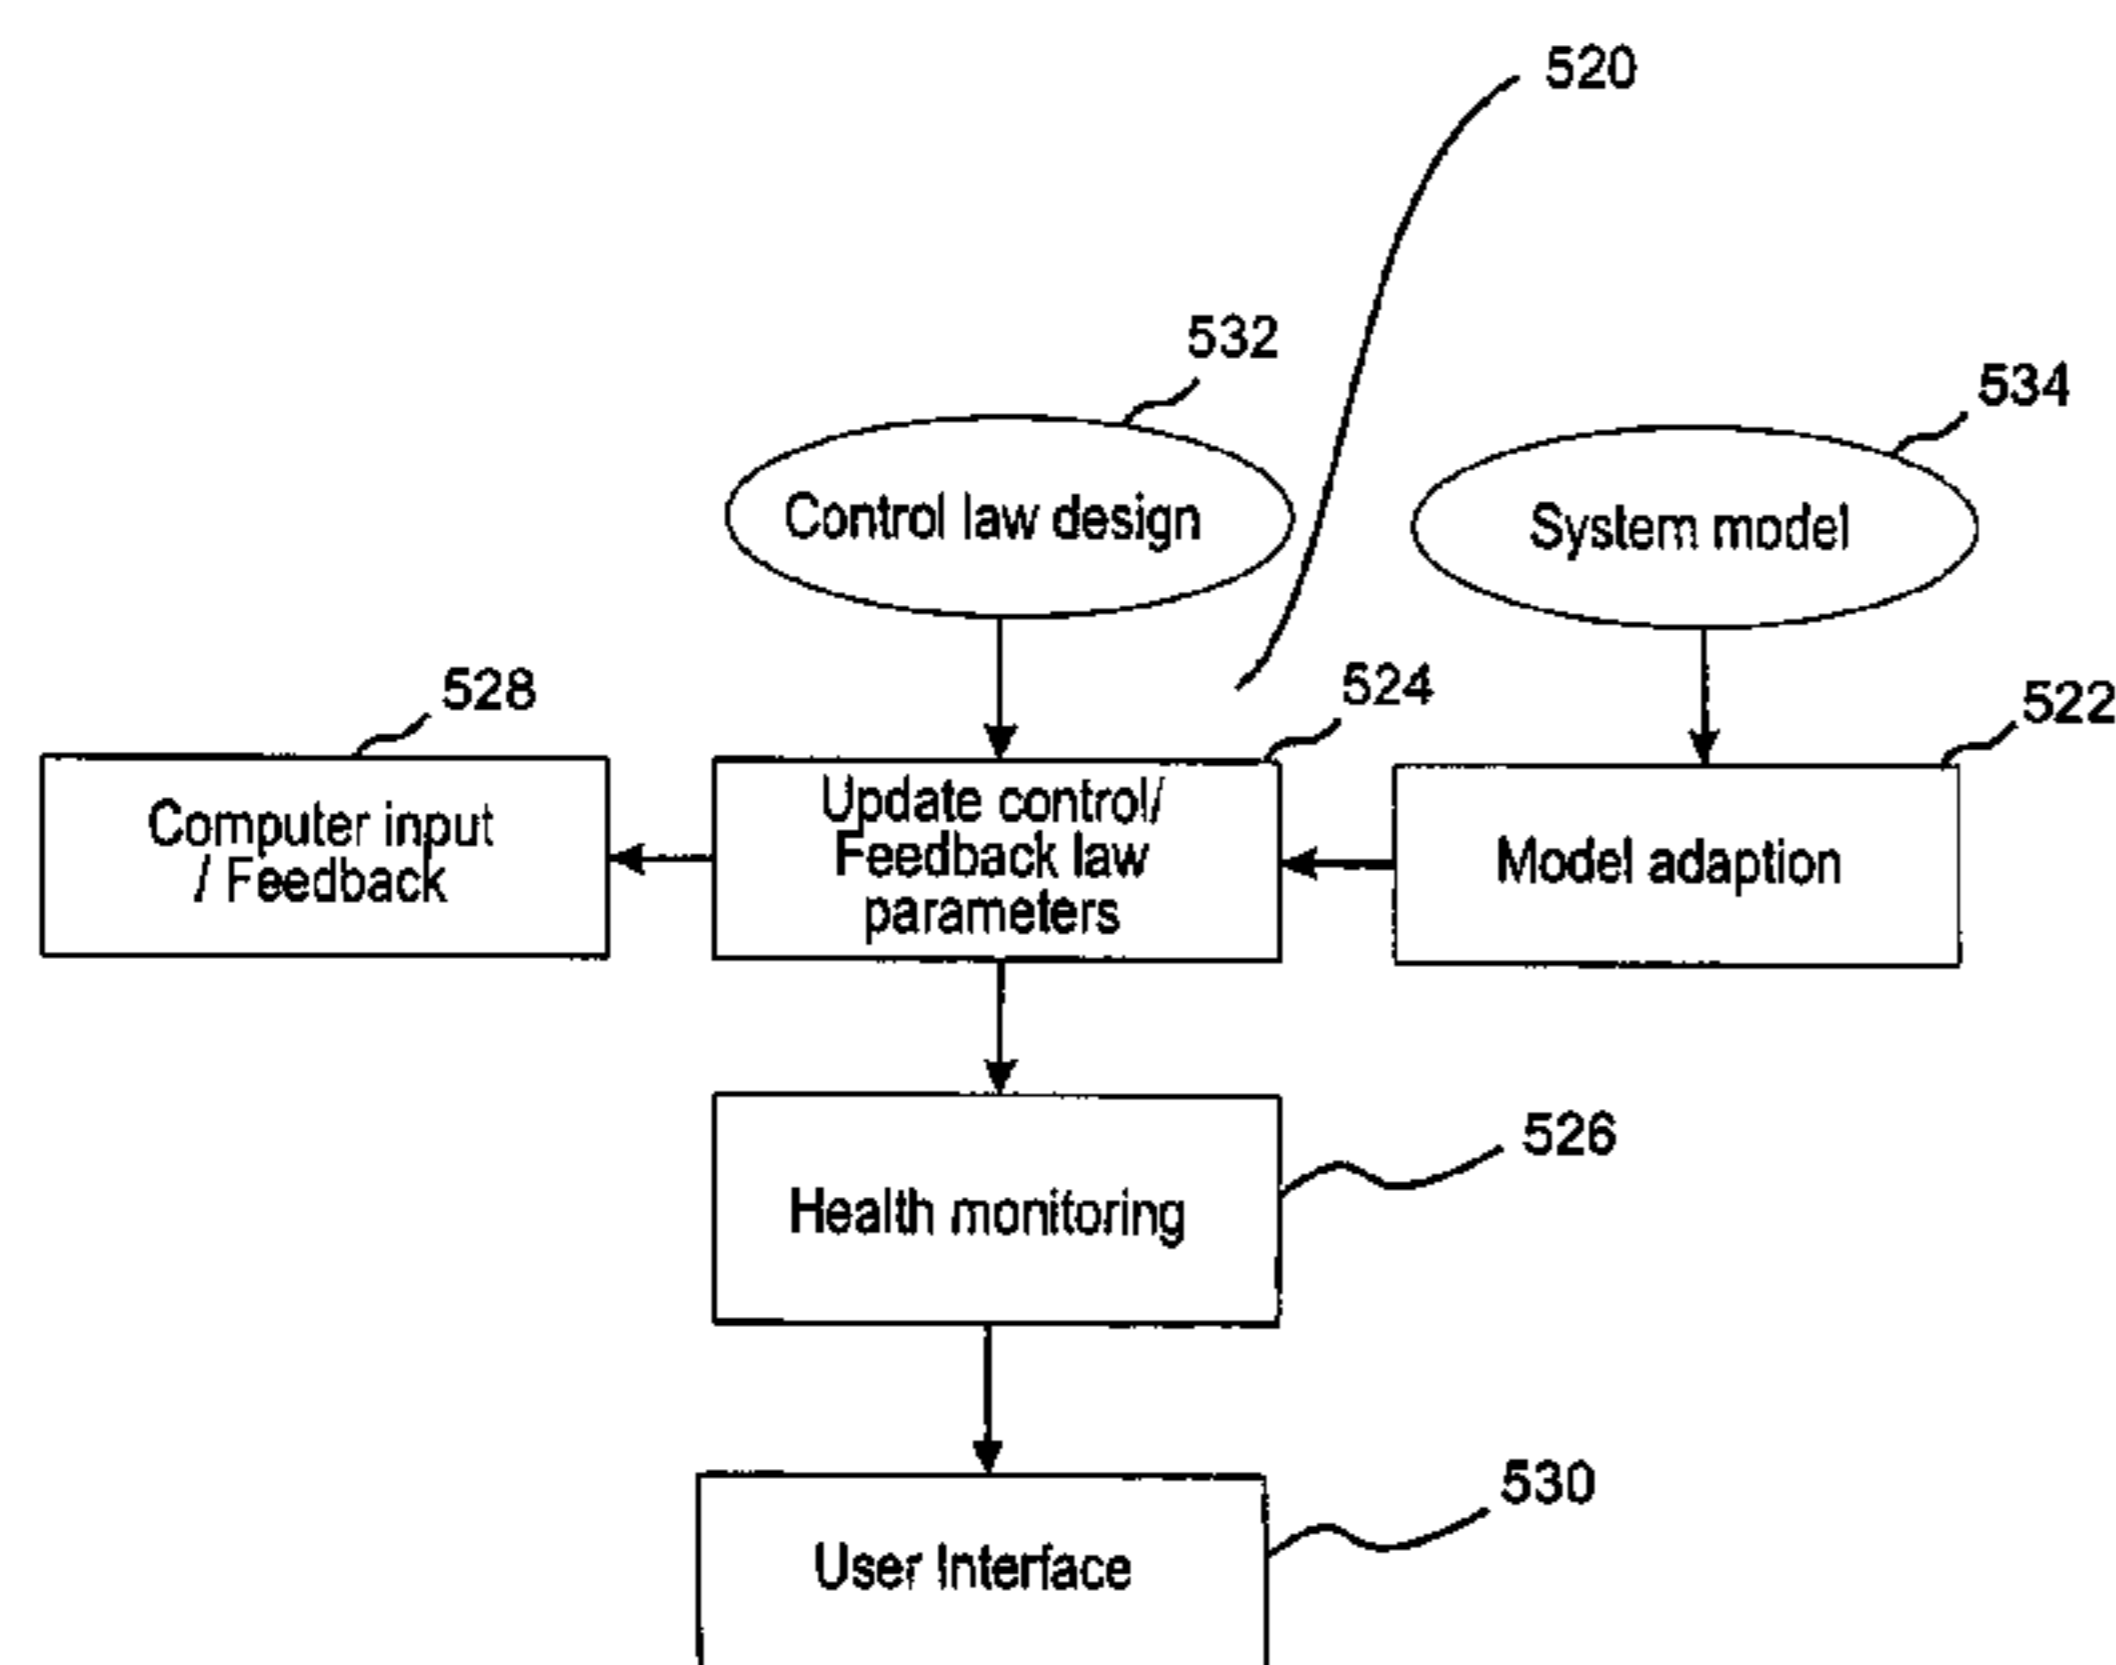 520
532
534
Control law design
System model
528
524
522
Computer input
/ Feedback
Update control/
Feedback law
parameters
Model adaption
526
Health monitoring
530
User Interface